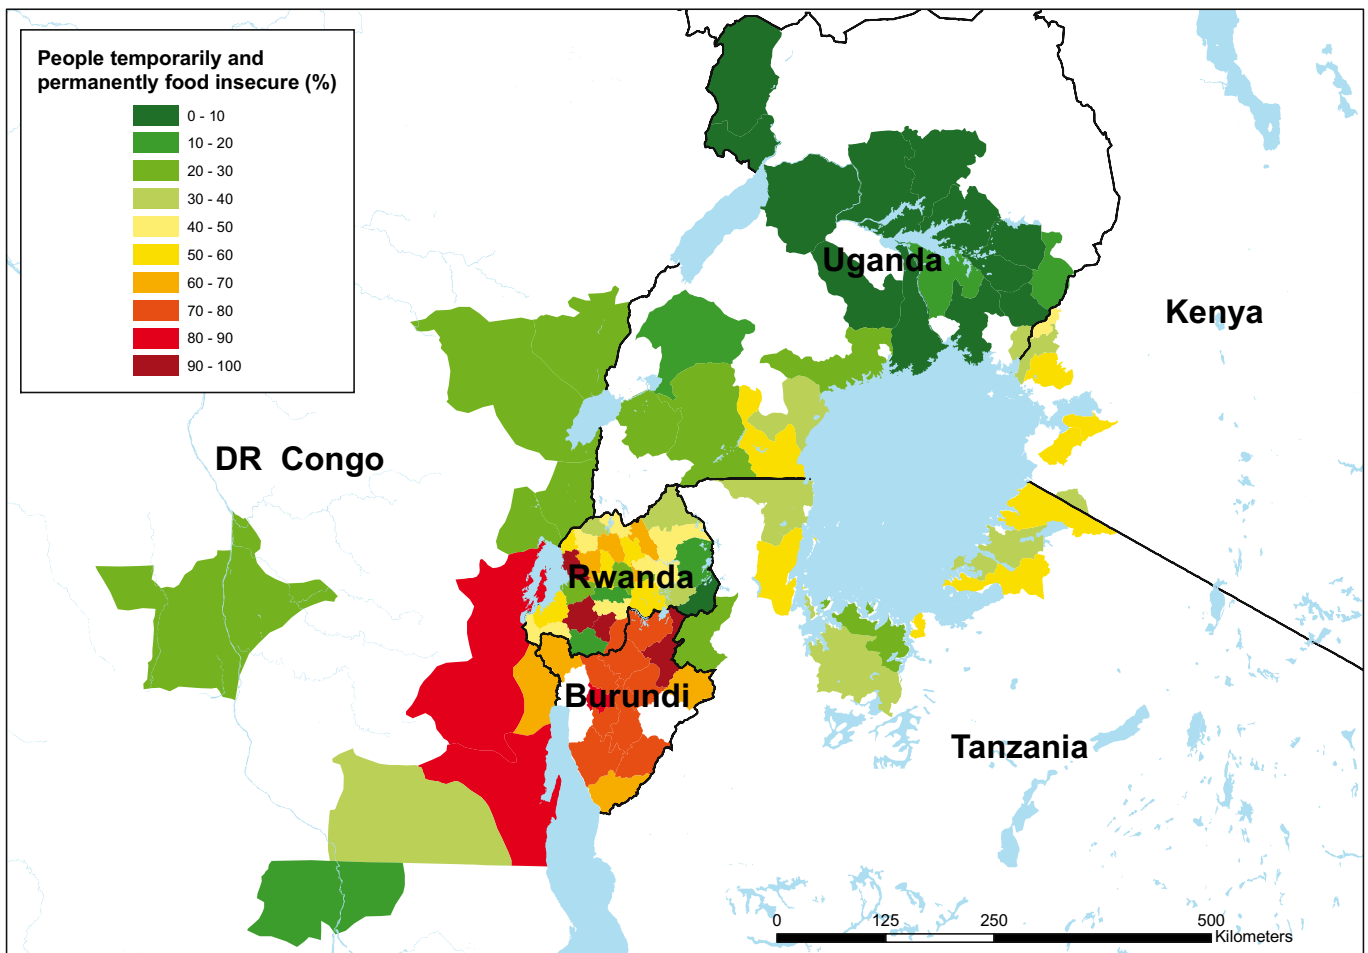 People temporarily and
permanently food insecure (%)
0 - 10
10 - 20
20 - 30
30 - 40
40 - 50
50 - 60
60 - 70
70 - 80
80 - 90
90 - 100
Uganda
Kenya
DR Congo
Rwanda
Burundi
Tanzania
0 125 250 500
Kilometers